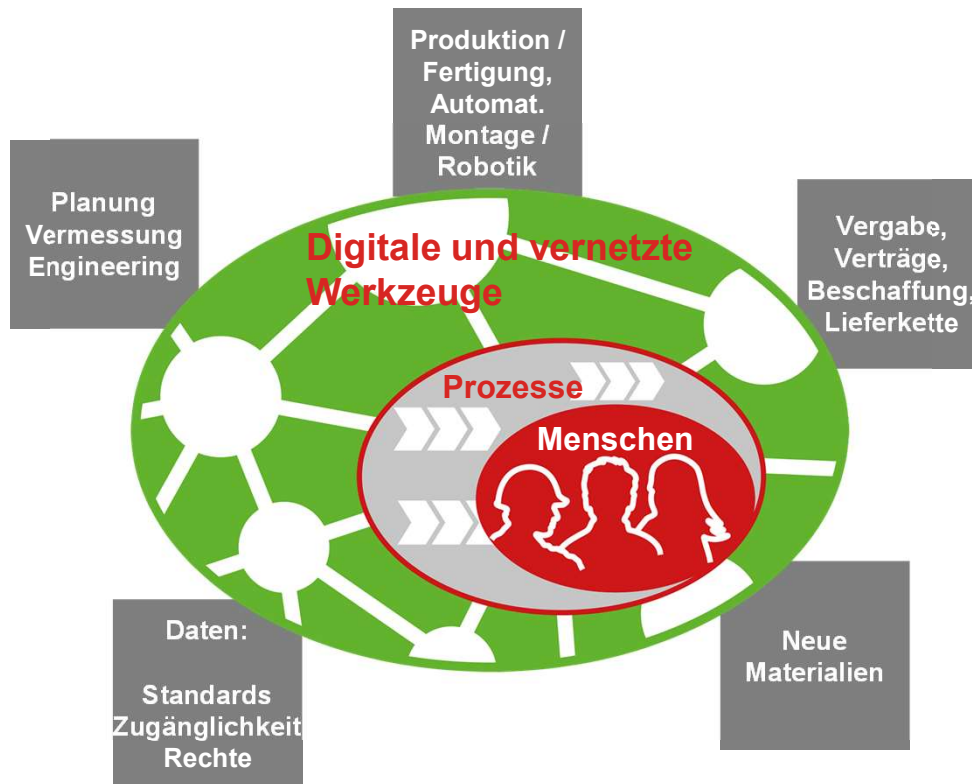 Produktion /
Fertigung,
Automat.
Montage /
Robotik
Planung
Vermessung
Engineering
Vergabe,
Verträge,
Beschaffung,
Lieferkette
Digitale und vernetzte
Werkzeuge
Prozesse
Menschen
Daten:
Standards
Zugänglichkeit,
Rechte
Neue
Materialien